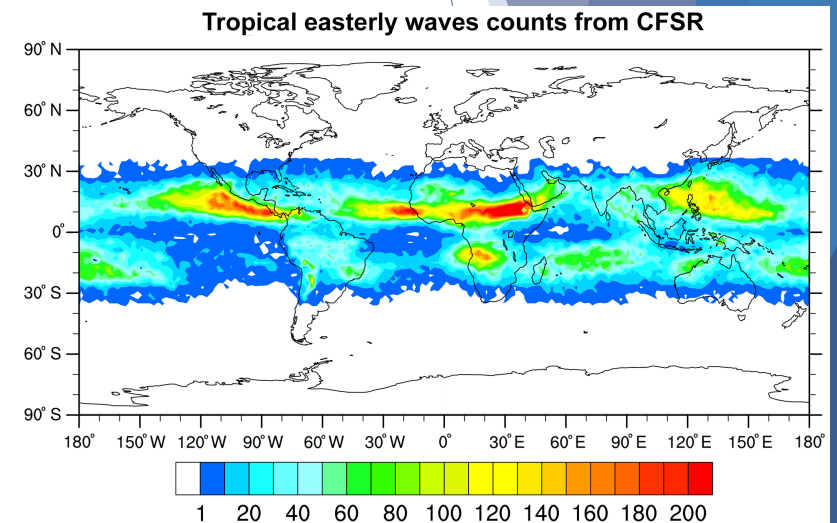 Tropical easterly waves counts from CFSR
90° N
60° N
30° N
0°
30° S
60° S
90° S
180° 150° W 120° W 90° W 60° W 30° W 0° 30° E 60° E 90° E 120° E 150° E 180°
1 20 40 60 80 100 120 140 160 180 200